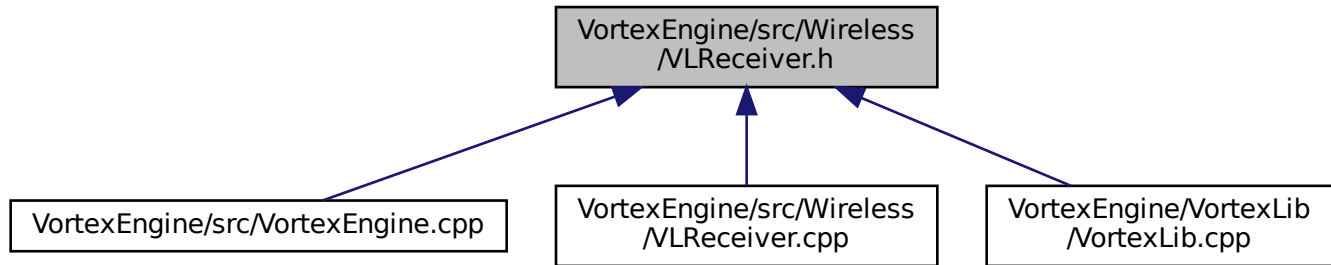 VortexEngine/src/Wireless
/VLReceiver.h
VortexEngine/src/VortexEngine.cpp
VortexEngine/src/Wireless
/VLReceiver.cpp
VortexEngine/VortexLib
/VortexLib.cpp